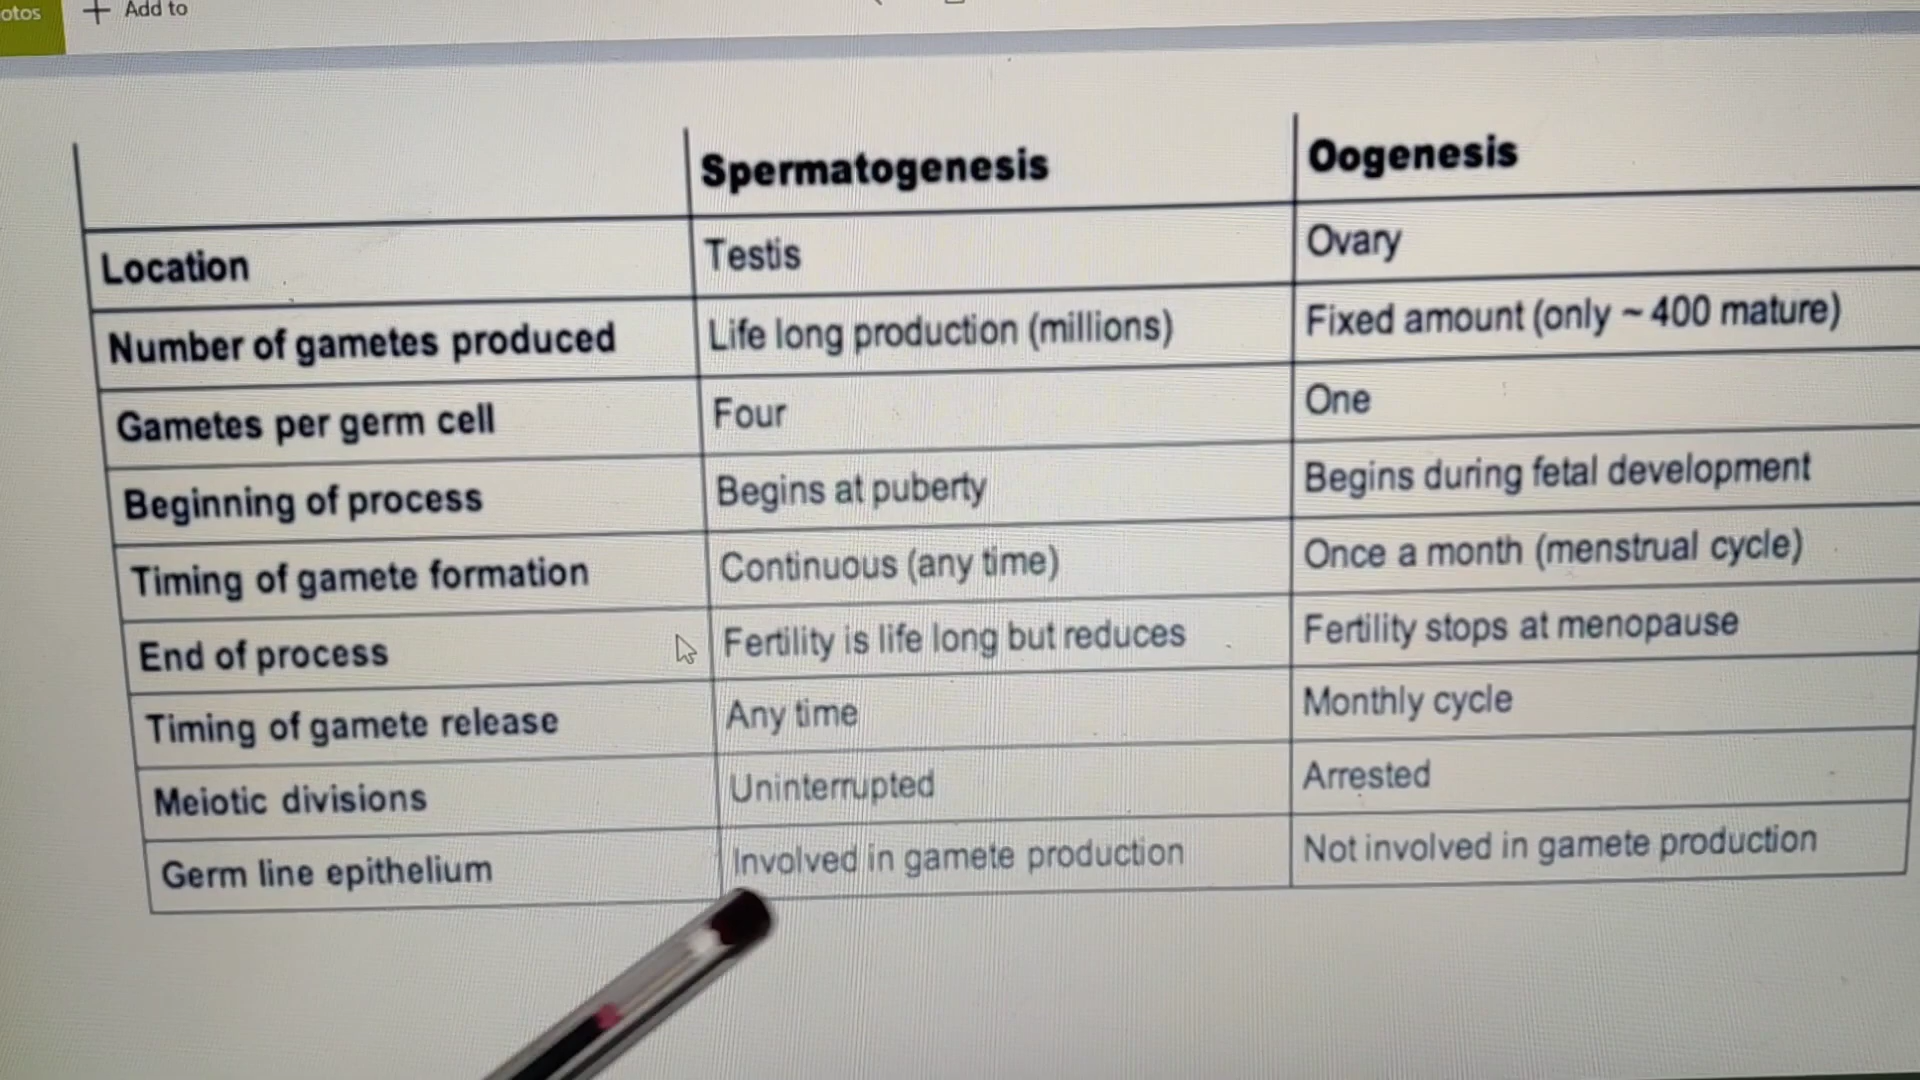 otos
+ Add to
Spermatogenesis Oogenesis
Location Testis Ovary
Number of gametes produced Life long production (millions) Fixed amount (only ~ 400 mature)
Gametes per germ cell Four One
Beginning of process Begins at puberty Begins during fetal development
Timing of gamete formation Continuous (any time) Once a month (menstrual cycle)
End of process Fertility is life long but reduces Fertility stops at menopause
Timing of gamete release Any time Monthly cycle
Meiotic divisions Uninterrupted Arrested
Germ line epithelium Involved in gamete production Not involved in gamete production